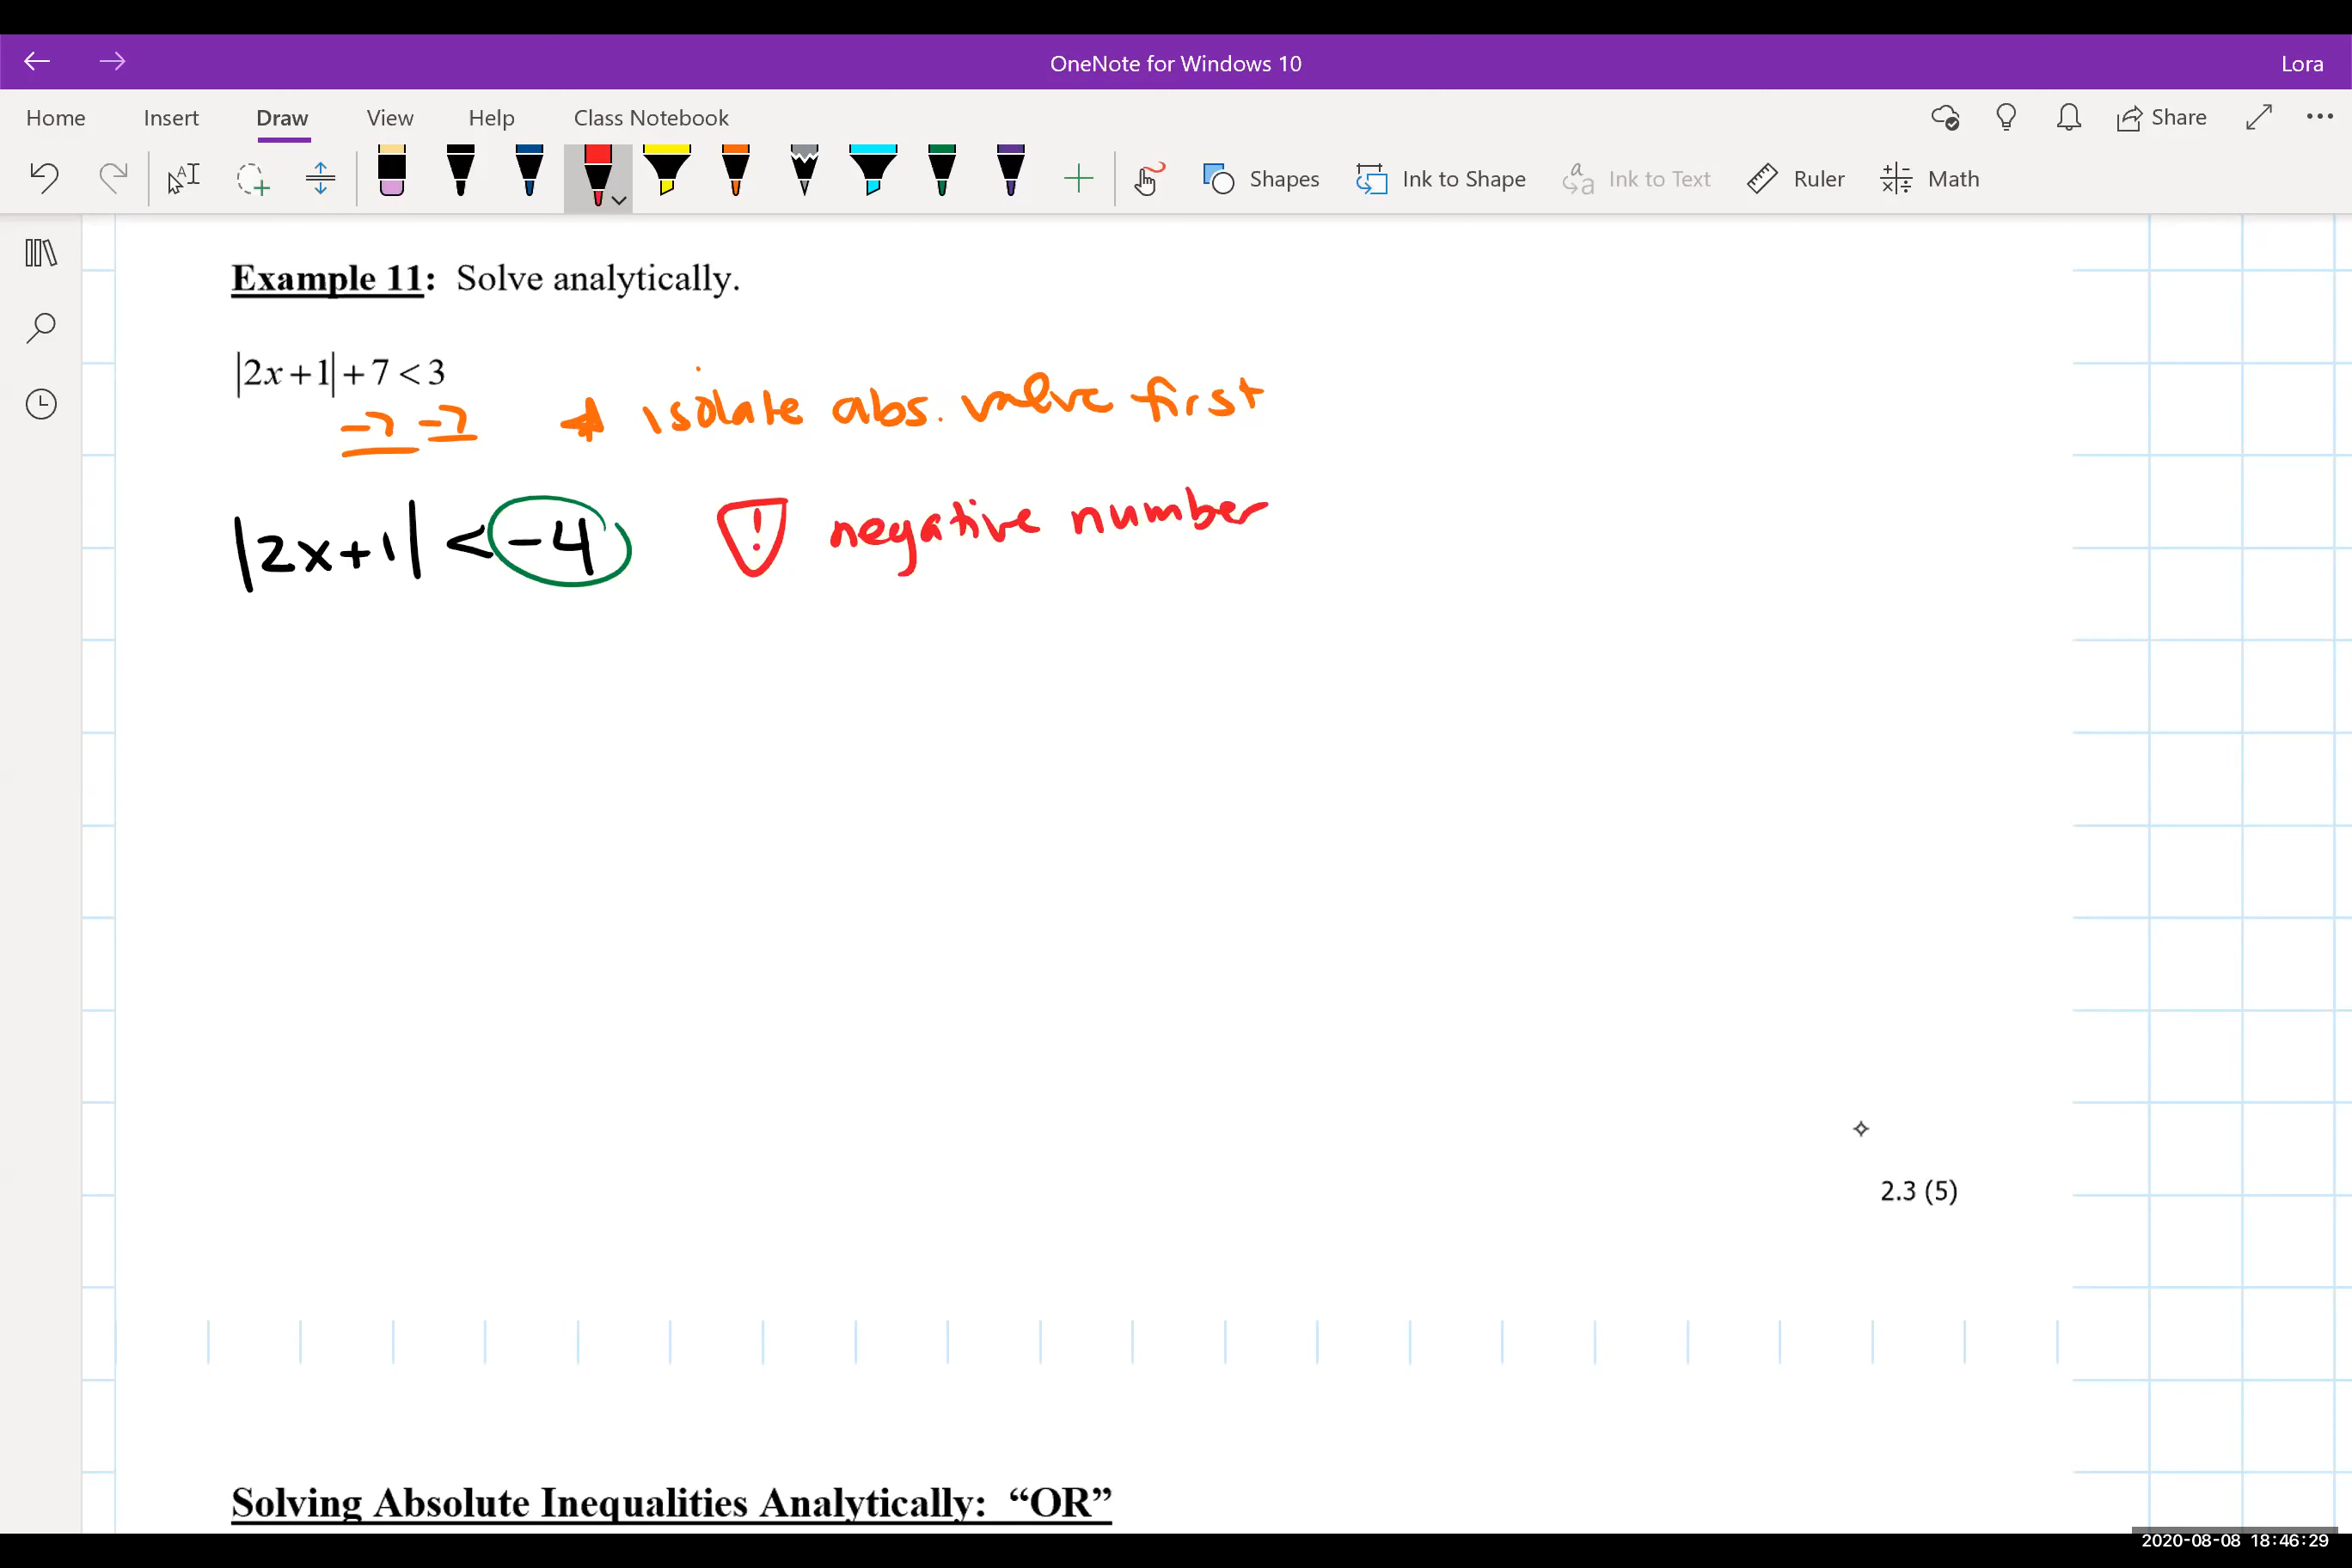 OneNote for Windows 10
Lora
Home Insert Draw View Help Class Notebook Share
Shapes Ink to Shape Ink to Text Ruler Math
Example 11: Solve analytically.
|2x+1|+7<3
-7 -7 isolate abs. value first
|2x+1| < -4 ! negative number
2.3 (5)
Solving Absolute Inequalities Analytically: “OR”
2020-08-08 18:46:29